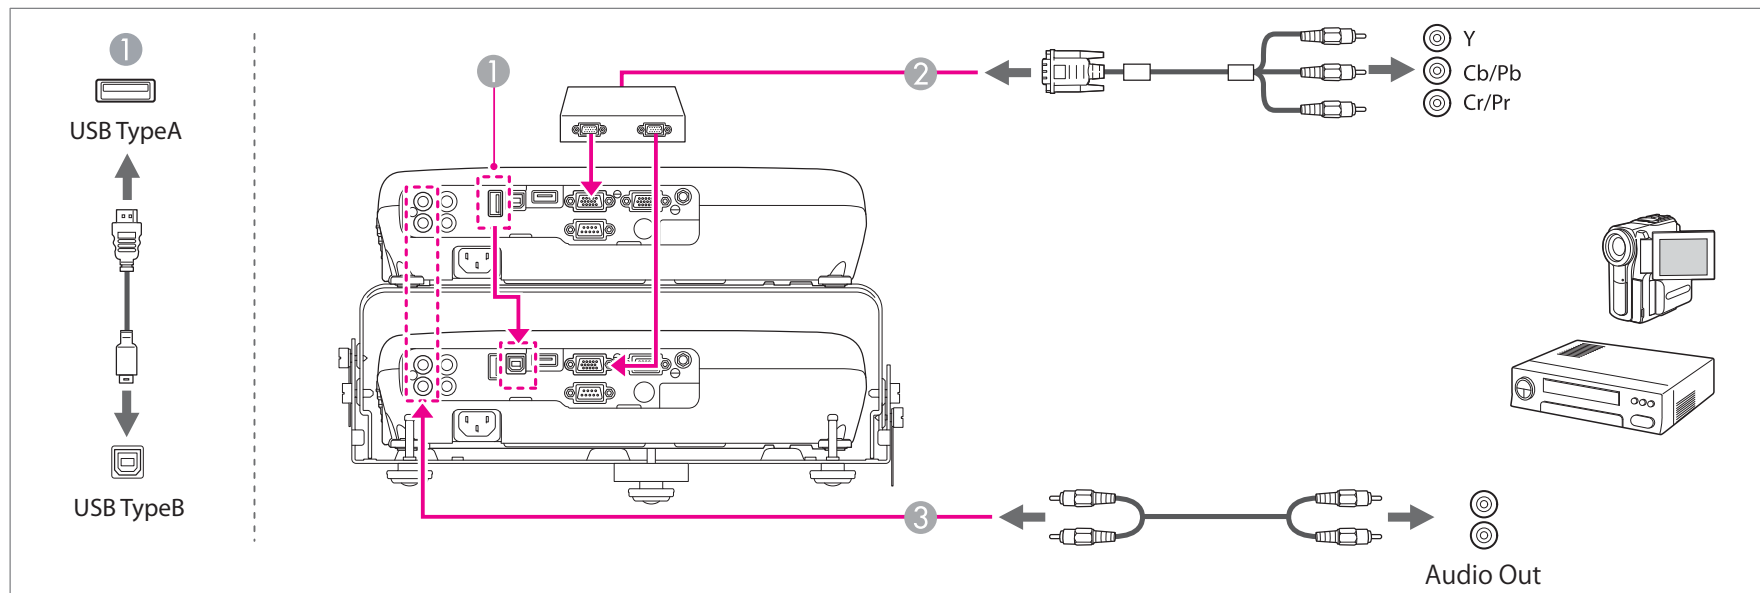 1
USB TypeA
USB TypeB
1
2
Y
Cb/Pb
Cr/Pr
3
Audio Out